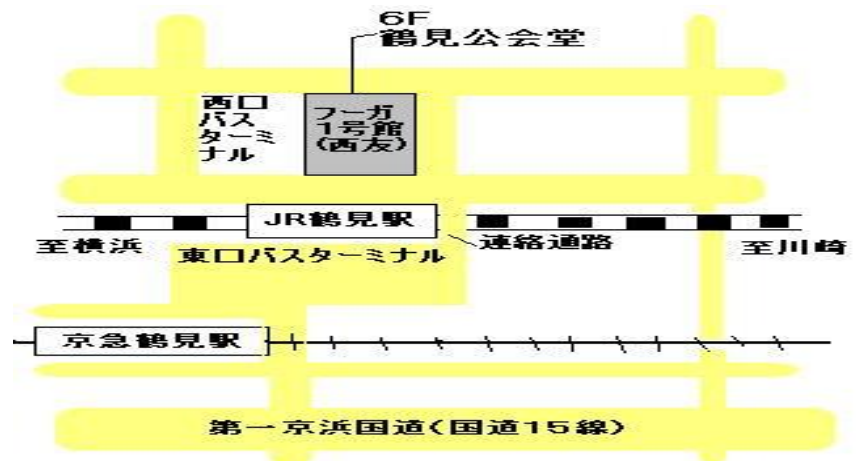 6F
鶴見公会堂
西口
バス
ターミ
ナル
フーガ
1号館
(西友)
JR鶴見駅
至横浜
東口バスターミナル
連絡通路
至川崎
京急鶴見駅
第一京浜国道(国道15線)